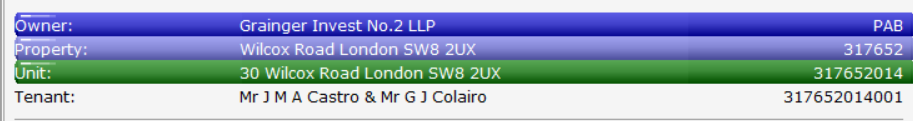 Owner: Grainger Invest No.2 LLP PAB
Property: Wilcox Road London SW8 2UX 317652
Unit: 30 Wilcox Road London SW8 2UX 317652014
Tenant: Mr J M A Castro & Mr G J Colairo 317652014001